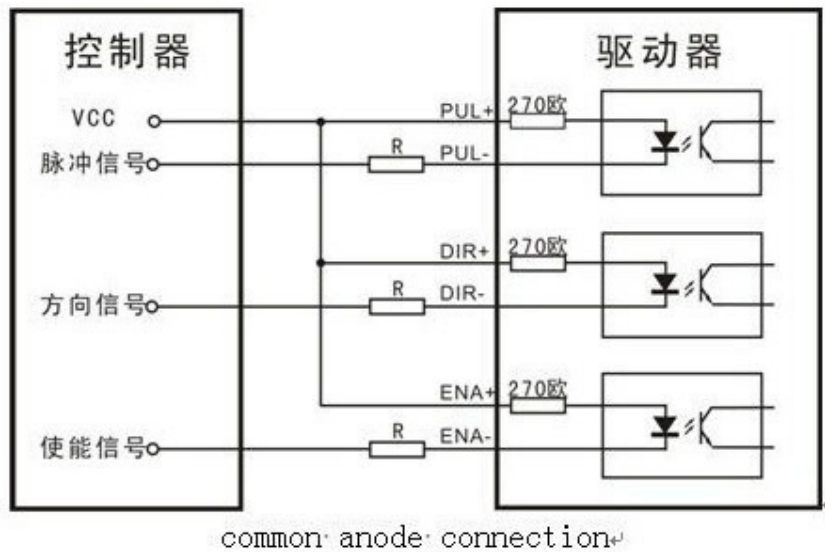 控制器
驱动器
VCC
PUL+
270欧
脉冲信号
R
PUL-
DIR+
270欧
方向信号
R
DIR-
ENA+
270欧
使能信号
R
ENA-
common anode connection